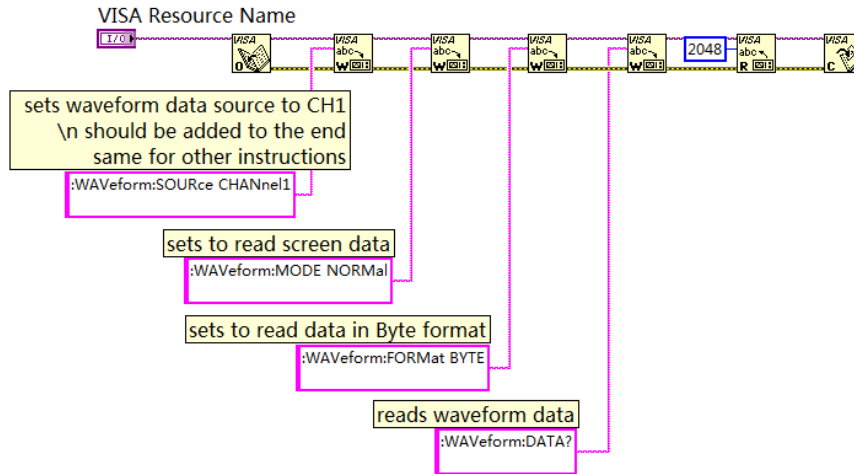 VISA Resource Name
I/O
VISA
O
VISA
abc
W
VISA
abc
W
VISA
abc
W
VISA
abc
W
2048
VISA
abc
R
VISA
C
sets waveform data source to CH1
\n should be added to the end
same for other instructions
:WAVeform:SOURce CHANnel1
sets to read screen data
:WAVeform:MODE NORMal
sets to read data in Byte format
:WAVeform:FORMat BYTE
reads waveform data
:WAVeform:DATA?